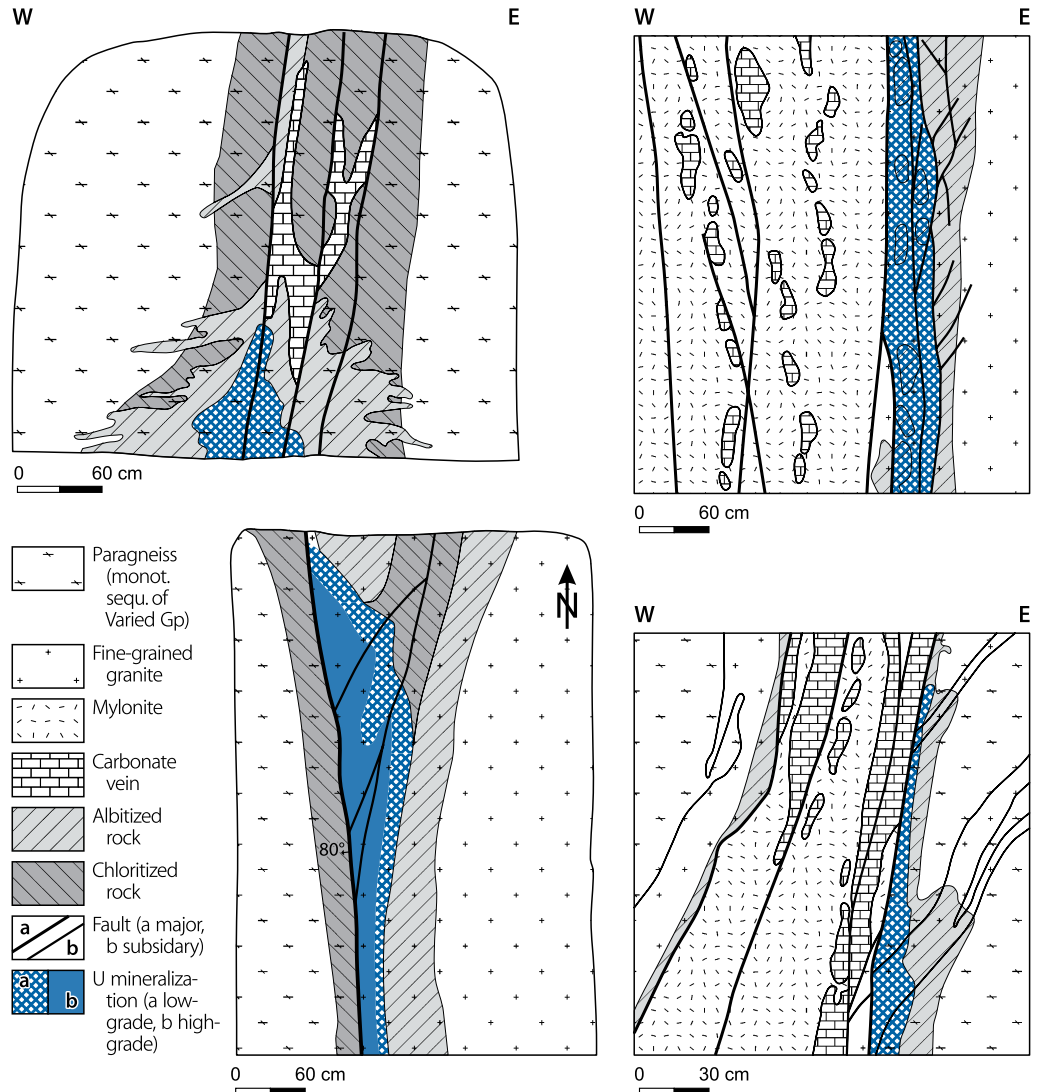 W E
W E
0 60 cm
0 60 cm
Paragneiss
(monot.
sequ. of
Varied Gp)
Fine-grained
granite
Mylonite
Carbonate
vein
Albitized
rock
Chloritized
rock
a b
Fault (a major,
b subsidary)
a b
U mineraliza-
tion (a low-
grade, b high-
grade)
N
80°
0 60 cm
W E
0 30 cm